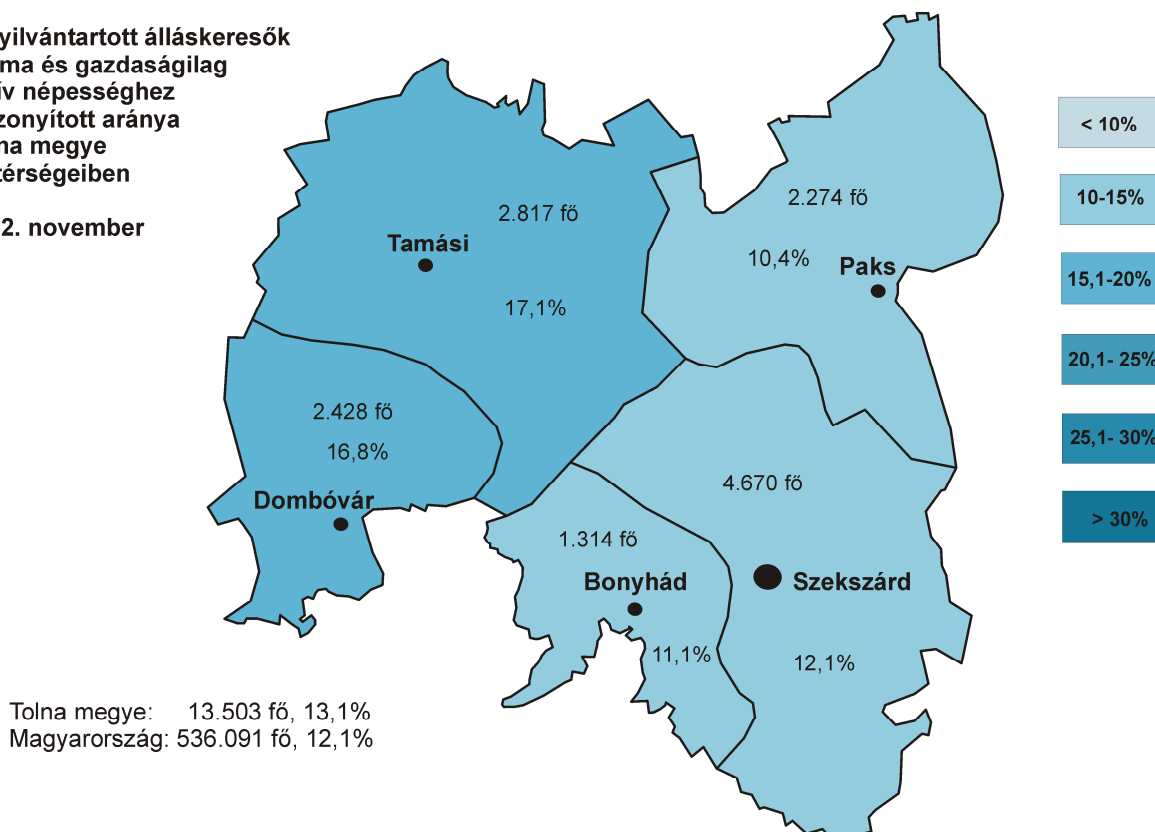 yilvántartott álláskeresők
ma és gazdaságilag
ív népességhez
zonyított aránya
na megye
térségeiben
2. november
2.817 fő
Tamási
17,1%
2.274 fő
10,4%
Paks
2.428 fő
16,8%
Dombóvár
4.670 fő
1.314 fő
Bonyhád
Szekszárd
11,1%
12,1%
Tolna megye: 13.503 fő, 13,1%
Magyarország: 536.091 fő, 12,1%
< 10%
10-15%
15,1-20%
20,1- 25%
25,1- 30%
> 30%